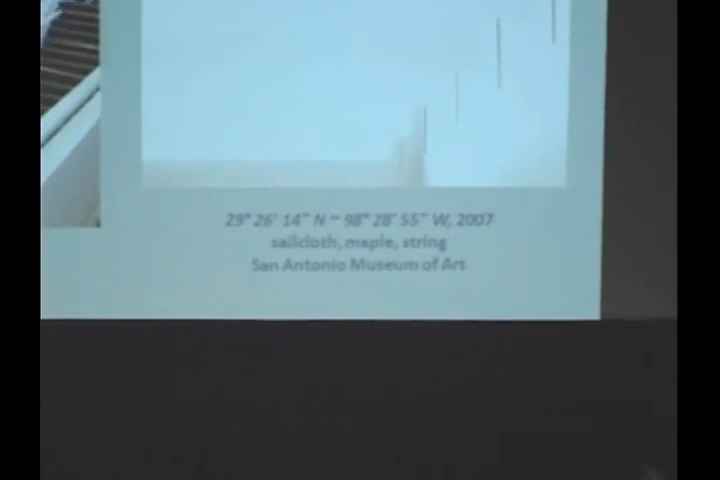 29° 26' 14" N ~ 98° 28' 55" W, 2007
sailcloth, maple, string
San Antonio Museum of Art